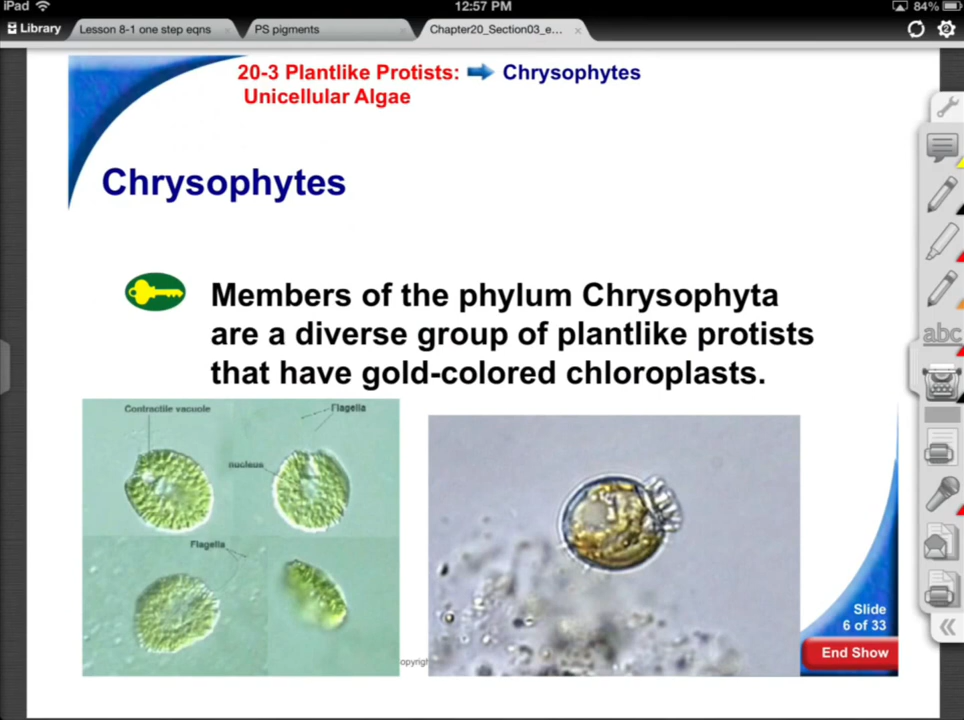 iPad
12:57 PM
84%
Library
Lesson 8-1 one step eqns
PS pigments
Chapter20_Section03_e...
2
20-3 Plantlike Protists: Chrysophytes
Unicellular Algae
Chrysophytes
Members of the phylum Chrysophyta
are a diverse group of plantlike protists
that have gold-colored chloroplasts.
Contractile vacuole
Flagella
nucleus
Flagella
abc
Slide
6 of 33
End Show
opyrigh